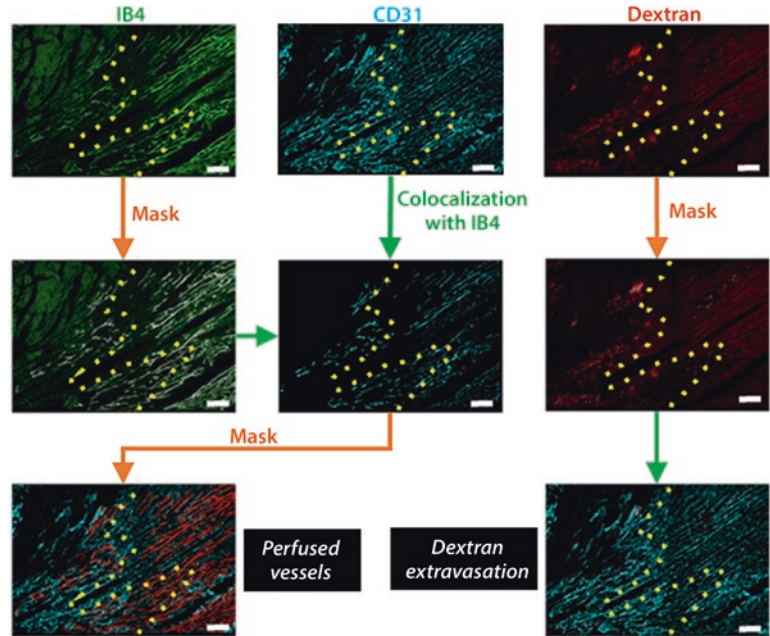 IB4
CD31
Dextran
Mask
Colocalization
with IB4
Mask
Mask
Perfused
vessels
Dextran
extravasation